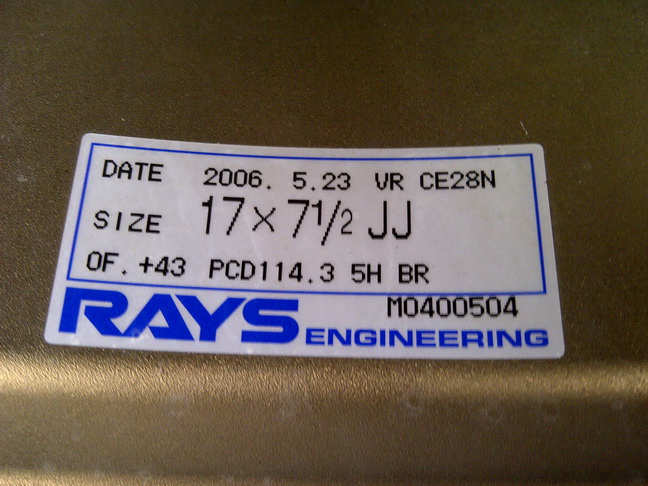 DATE 2006. 5.23 VR CE28N
SIZE 17×7½ JJ
OF. +43 PCD114.3 5H BR
M0400504
RAYS ENGINEERING